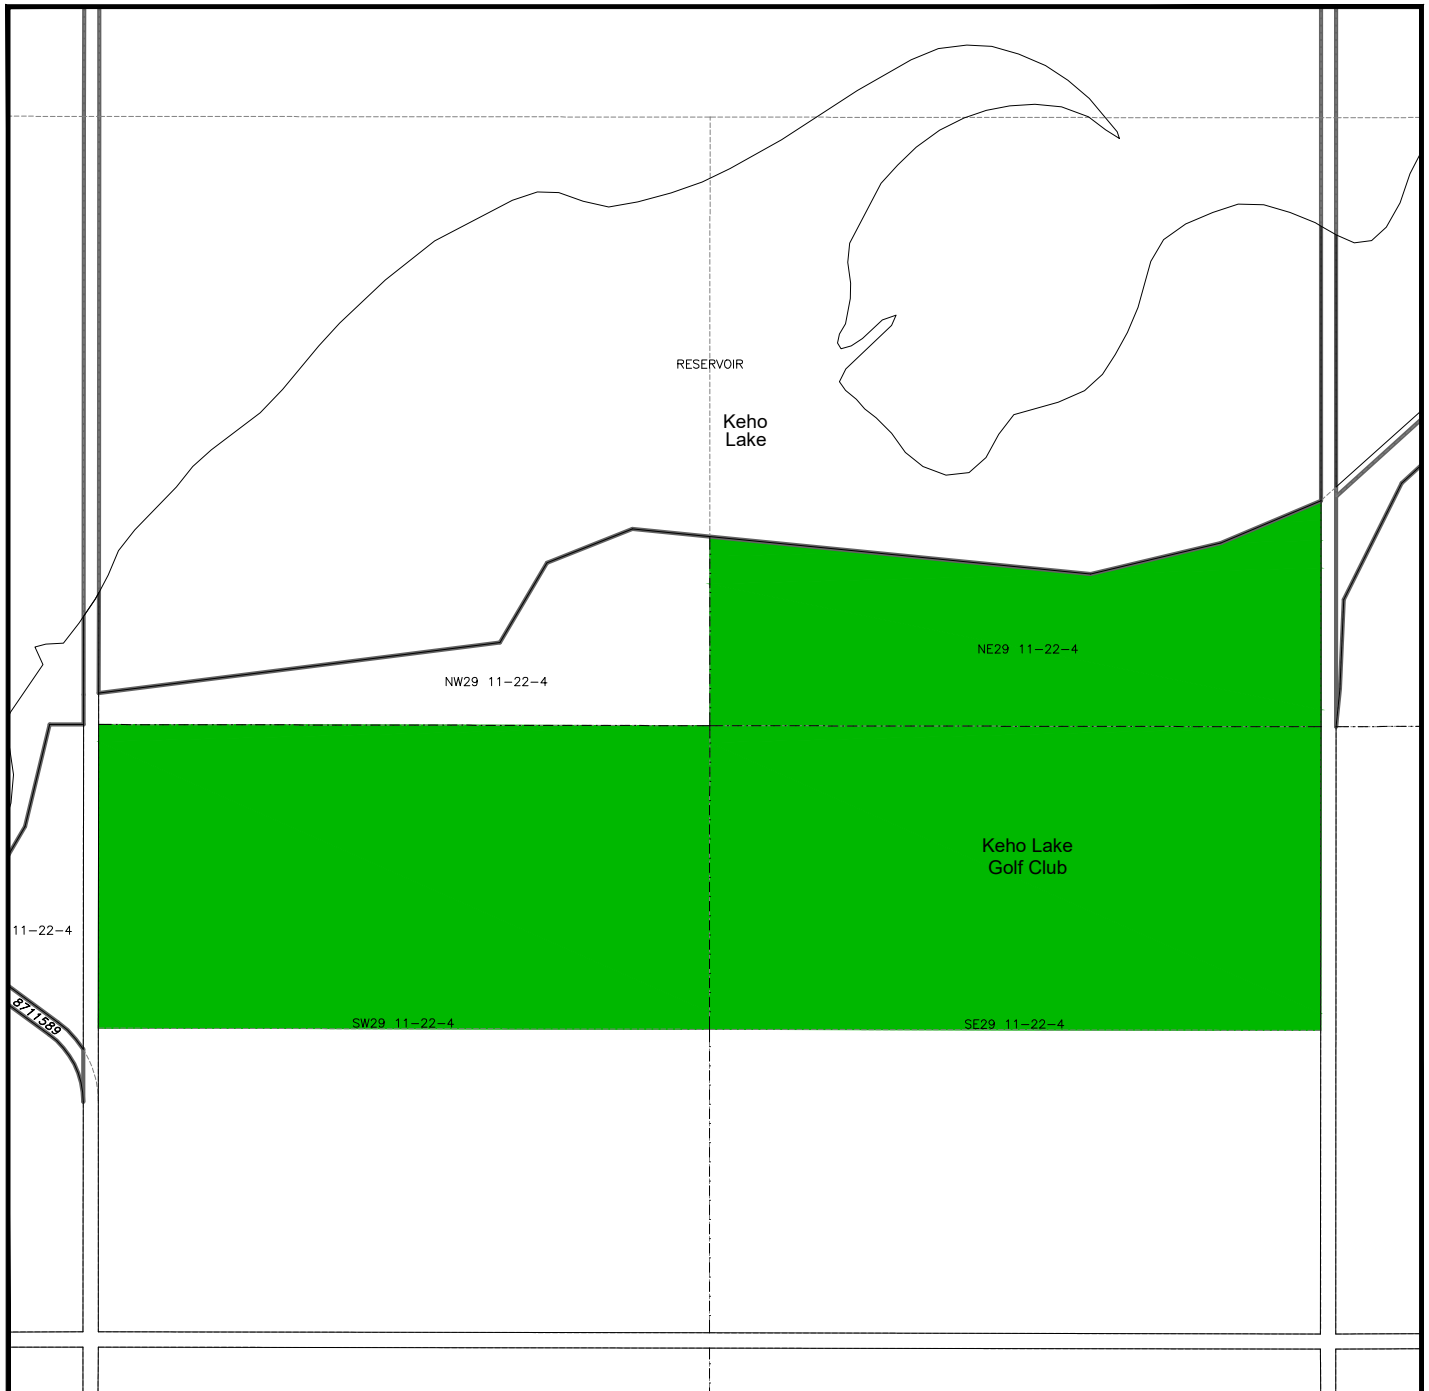 RESERVOIR
Keho
Lake
NE29 11-22-4
NW29 11-22-4
Keho Lake
Golf Club
11-22-4
8711589
SW29 11-22-4
SE29 11-22-4